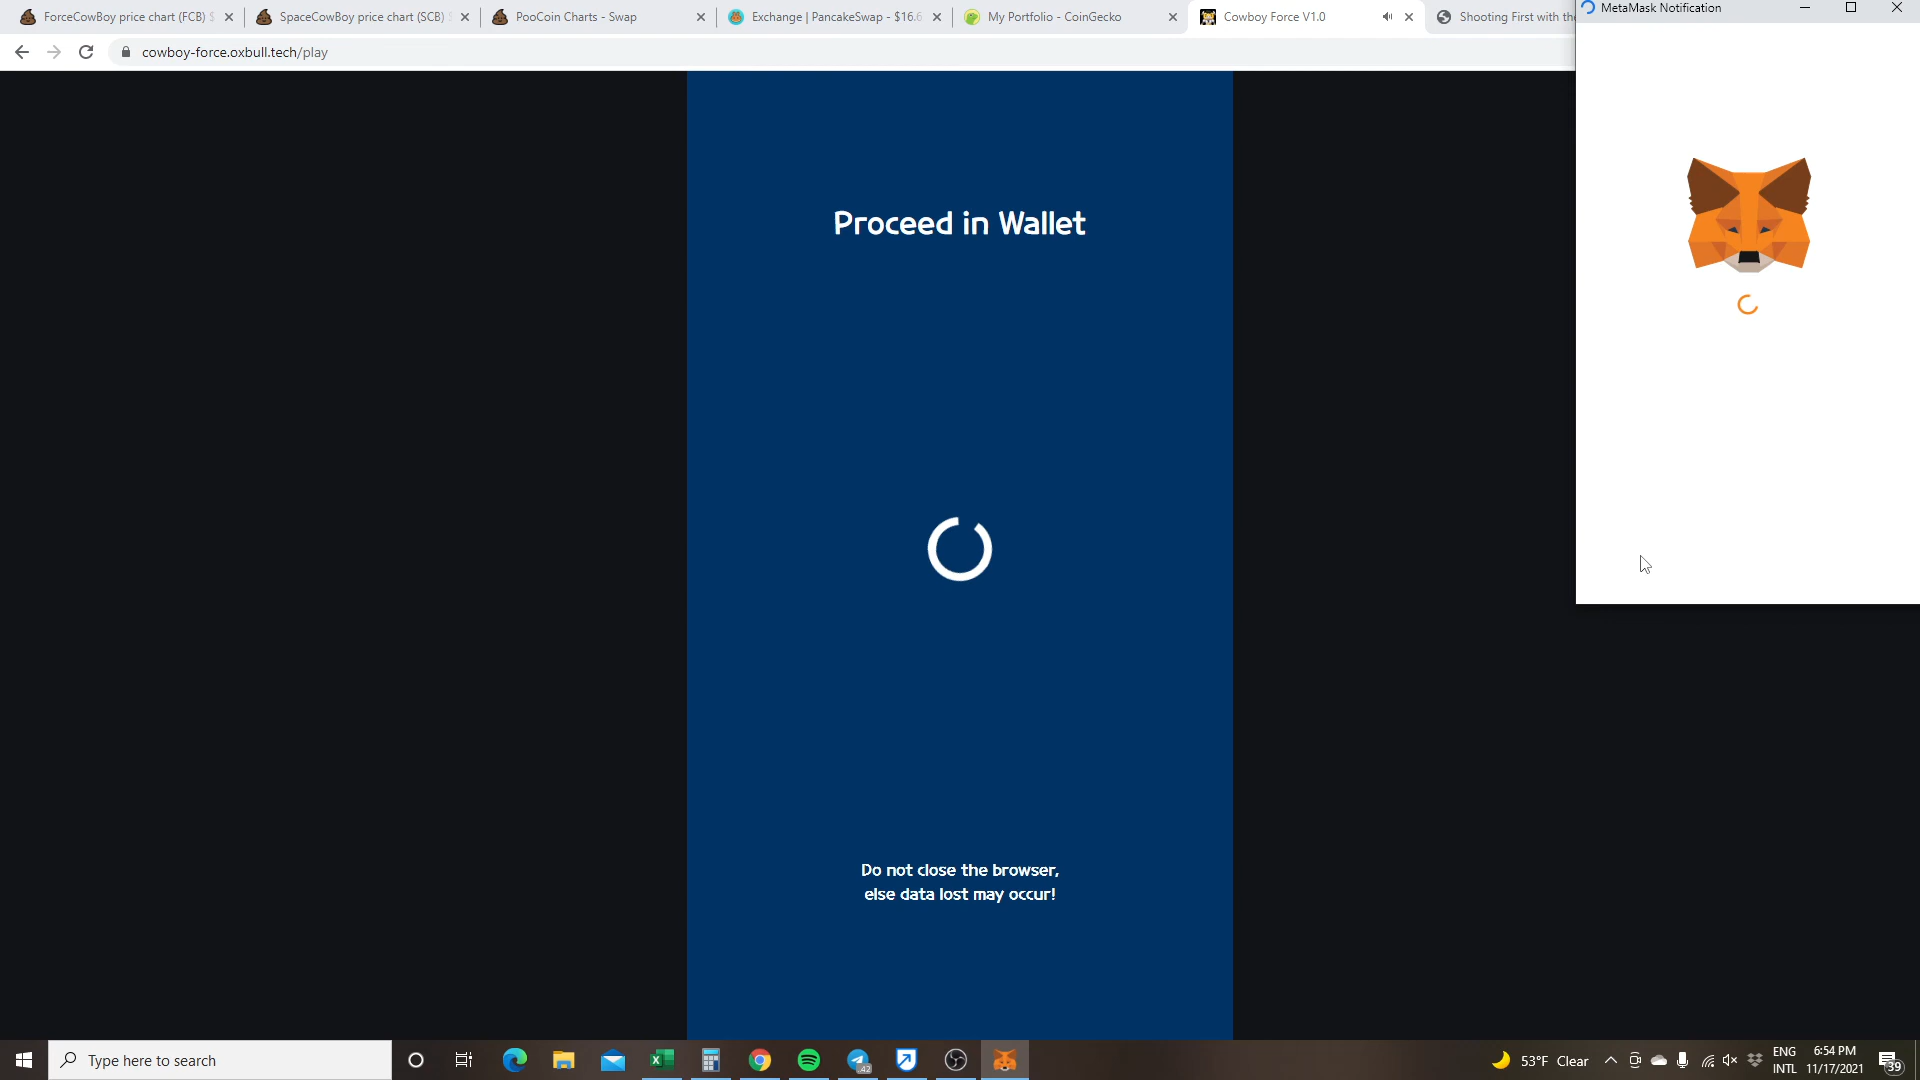 ForceCowBoy price chart (FCB) $
SpaceCowBoy price chart (SCB)
PooCoin Charts - Swap
Exchange | PancakeSwap - $16.6
My Portfolio - CoinGecko
Cowboy Force V1.0
Shooting First with the
MetaMask Notification
cowboy-force.oxbull.tech/play
Proceed in Wallet
Do not close the browser,
else data lost may occur!
Type here to search
.42
53°F Clear
ENG
INTL
6:54 PM
11/17/2021
39